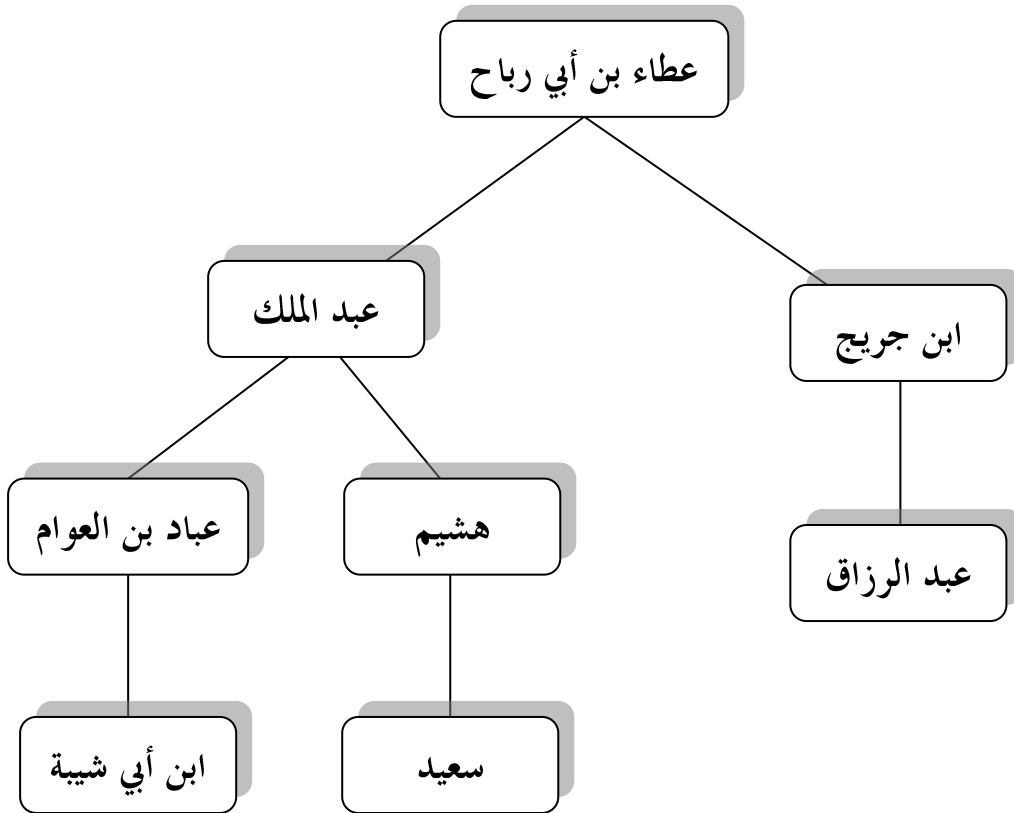 عطاء بن أبي رباح
ابن جريج
عبد الملك
عبد الرزاق
هشيم
عباد بن العوام
سعيد
ابن أبي شيبة